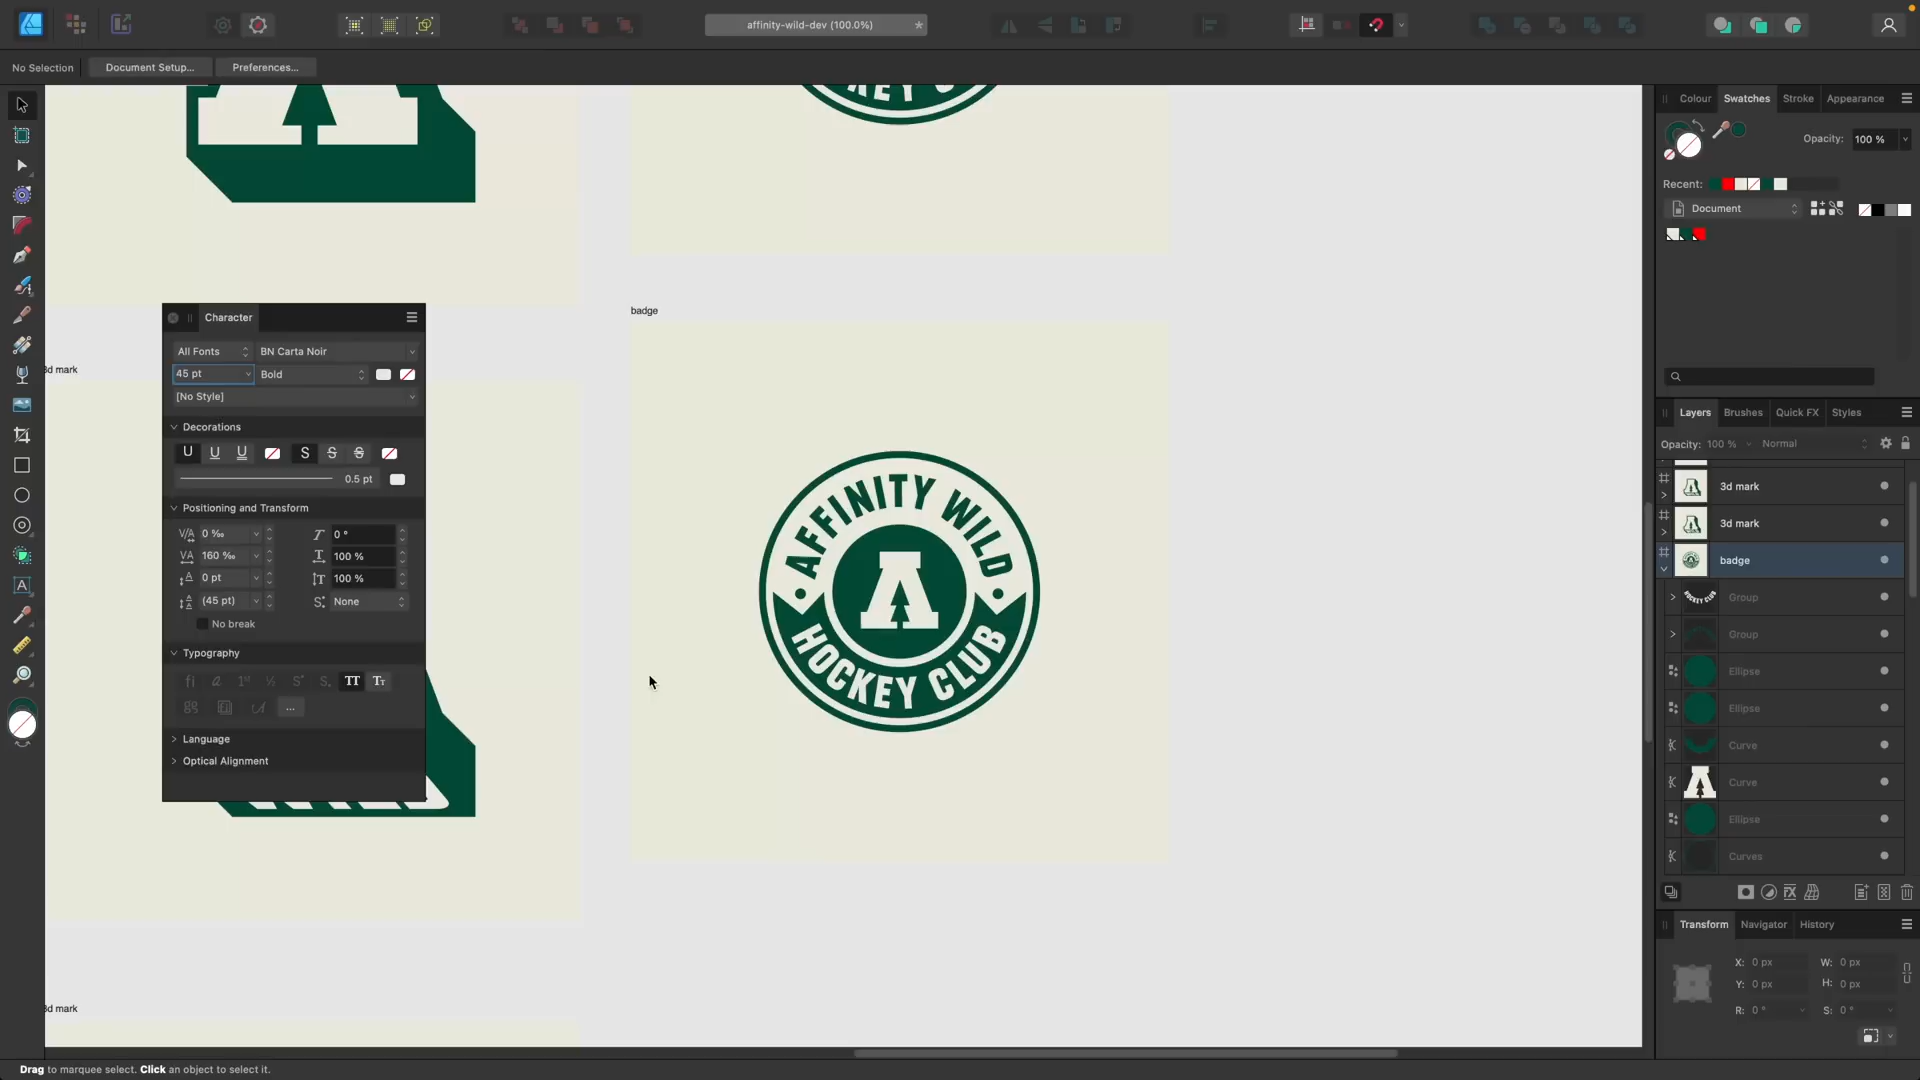 affinity-wild-dev (100.0%)
No Selection
Document Setup...
Preferences...
Colour
Swatches
Stroke
Appearance
Opacity:
100 %
Recent:
Document
badge
3d mark
Character
All Fonts
BN Carta Noir
45 pt
Bold
[No Style]
Decorations
U
U
U
S
S
S
0.5 pt
Positioning and Transform
0 ‰
0 °
160 ‰
100 %
0 pt
100 %
(45 pt)
None
No break
Typography
TT
Tт
...
Language
Optical Alignment
AFFINITY WILD
A
HOCKEY CLUB
Layers
Brushes
Quick FX
Styles
Opacity:
100 %
Normal
3d mark
3d mark
badge
Group
Group
Ellipse
Ellipse
Curve
Curve
Ellipse
Curves
Transform
Navigator
History
X:
0 px
W:
0 px
Y:
0 px
H:
0 px
R:
0 °
S:
0 °
3d mark
Drag to marquee select. Click an object to select it.